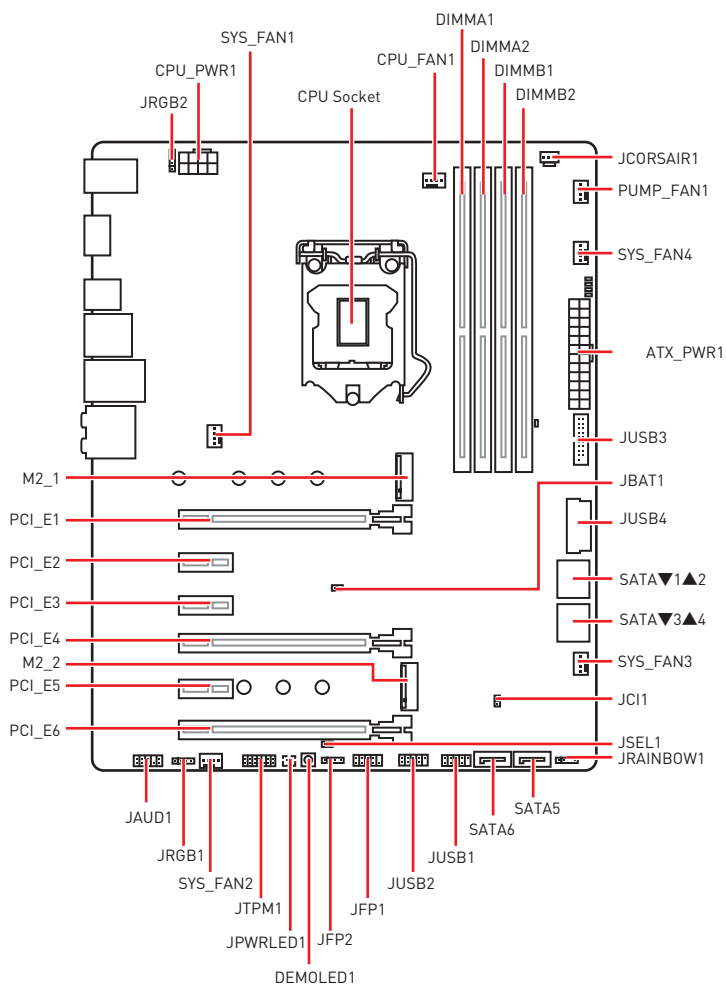 DIMMA1
SYS_FAN1
DIMMA2
CPU_FAN1
CPU_PWR1
DIMMB1
JRGB2
CPU Socket
DIMMB2
JCORSAIR1
PUMP_FAN1
SYS_FAN4
ATX_PWR1
JUSB3
M2_1
JBAT1
PCI_E1
JUSB4
PCI_E2
SATA▼1▲2
PCI_E3
SATA▼3▲4
PCI_E4
M2_2
SYS_FAN3
PCI_E5
JCI1
PCI_E6
JSEL1
JRAINBOW1
JAUD1
SATA5
SATA6
JRGB1
JUSB1
SYS_FAN2
JUSB2
JTPM1
JFP1
JPWRLED1
JFP2
DEMOLED1